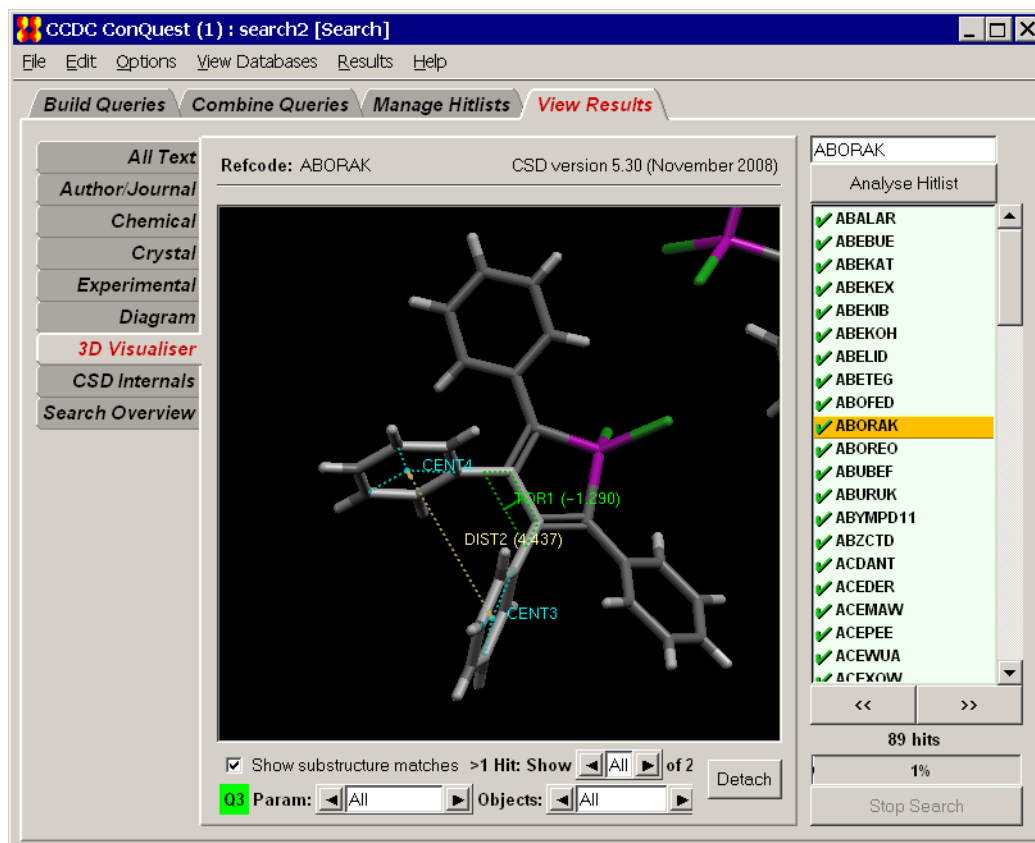 CCDC ConQuest (1) : search2 [Search]
File Edit Options View Databases Results Help
Build Queries Combine Queries Manage Hitlists View Results
All Text
Author/Journal
Chemical
Crystal
Experimental
Diagram
3D Visualiser
CSD Internals
Search Overview
Refcode: ABORAK CSD version 5.30 (November 2008)
CENT4
TOR1 (-1.290)
DIST2 (4.437)
CENT3
Show substructure matches >1 Hit: Show All of 2
Detach
Q3 Param: All Objects: All
ABORAK
Analyse Hitlist
ABALAR
ABEBUE
ABEKAT
ABEKEX
ABEKIB
ABEKOH
ABELID
ABETEG
ABOFED
ABORAK
ABOREO
ABUBEF
ABURUK
ABYMPD11
ABZCTD
ACDANT
ACEDER
ACEMAW
ACEPEE
ACEWUA
ACEXOW
<< >>
89 hits
1%
Stop Search